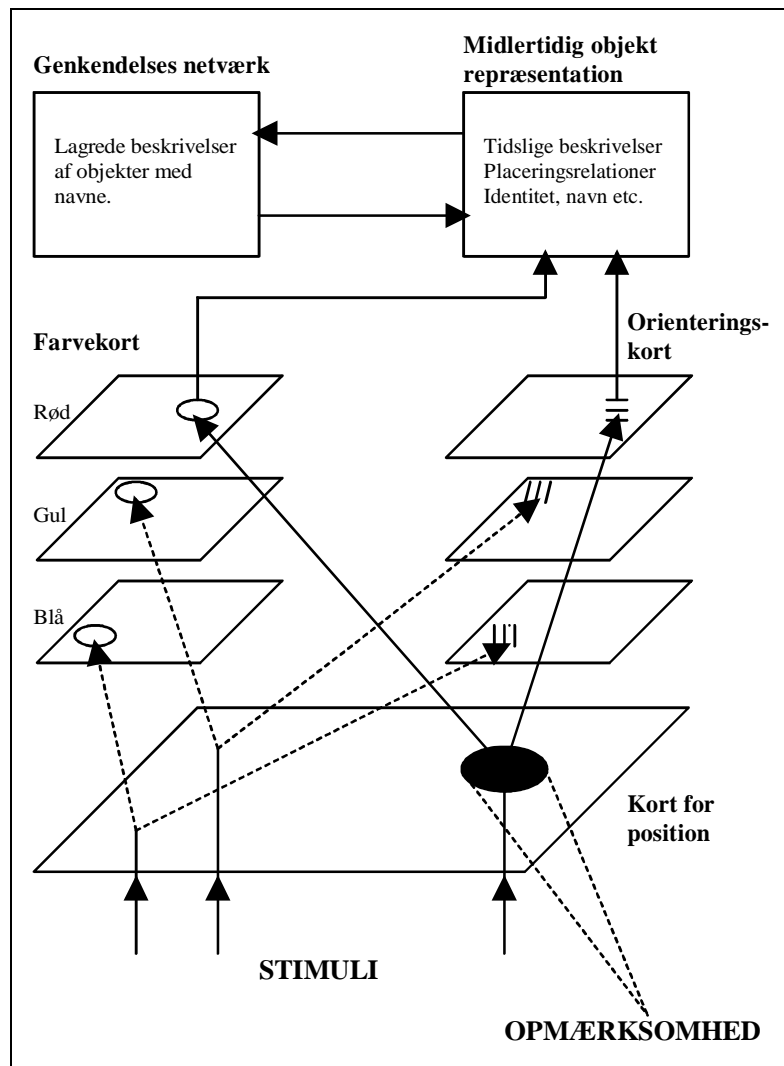 Genkendelses netværk
Lagrede beskrivelser
af objekter med
navne.
Midlertidig objekt
repræsentation
Tidslige beskrivelser
Placeringsrelationer
Identitet, navn etc.
Farvekort
Orienterings-
kort
Rød
Gul
Blå
Kort for
position
STIMULI
OPMÆRKSOMHED